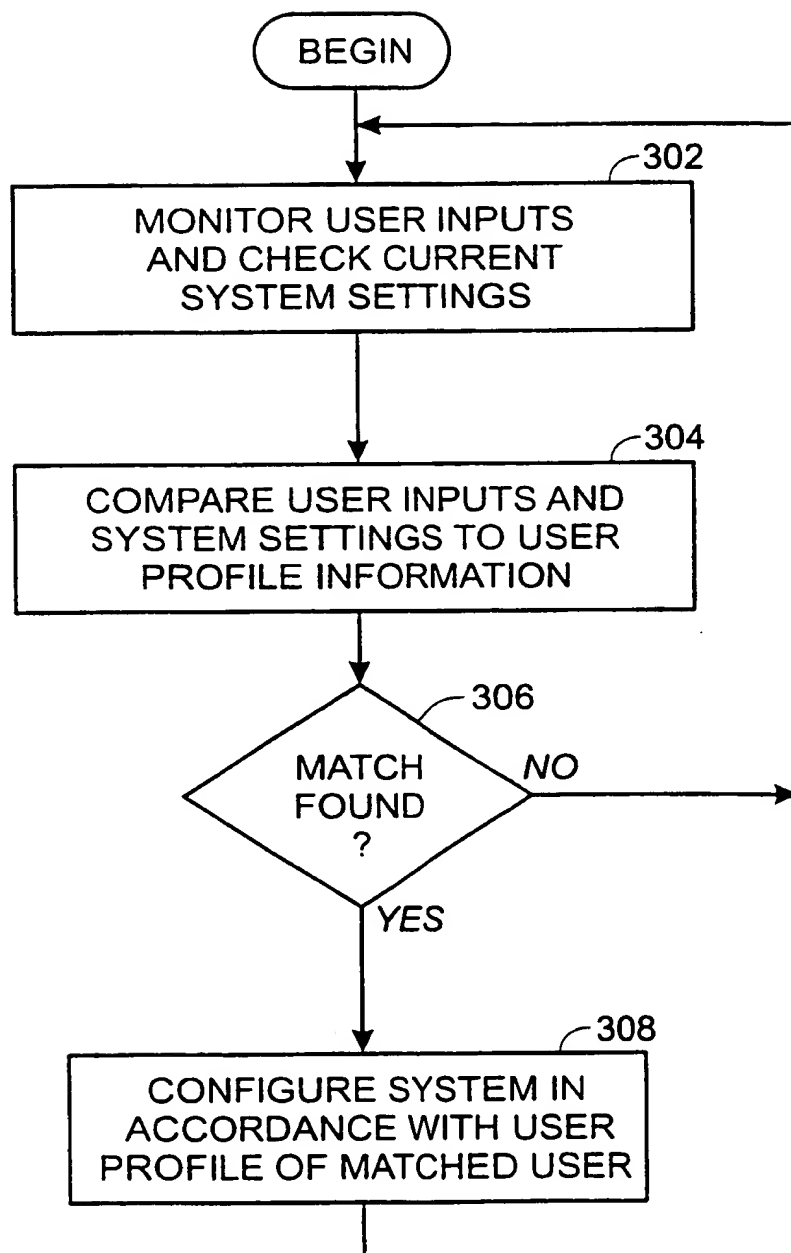 BEGIN
302
MONITOR USER INPUTS
AND CHECK CURRENT
SYSTEM SETTINGS
304
COMPARE USER INPUTS AND
SYSTEM SETTINGS TO USER
PROFILE INFORMATION
306
MATCH
FOUND
?
NO
YES
308
CONFIGURE SYSTEM IN
ACCORDANCE WITH USER
PROFILE OF MATCHED USER